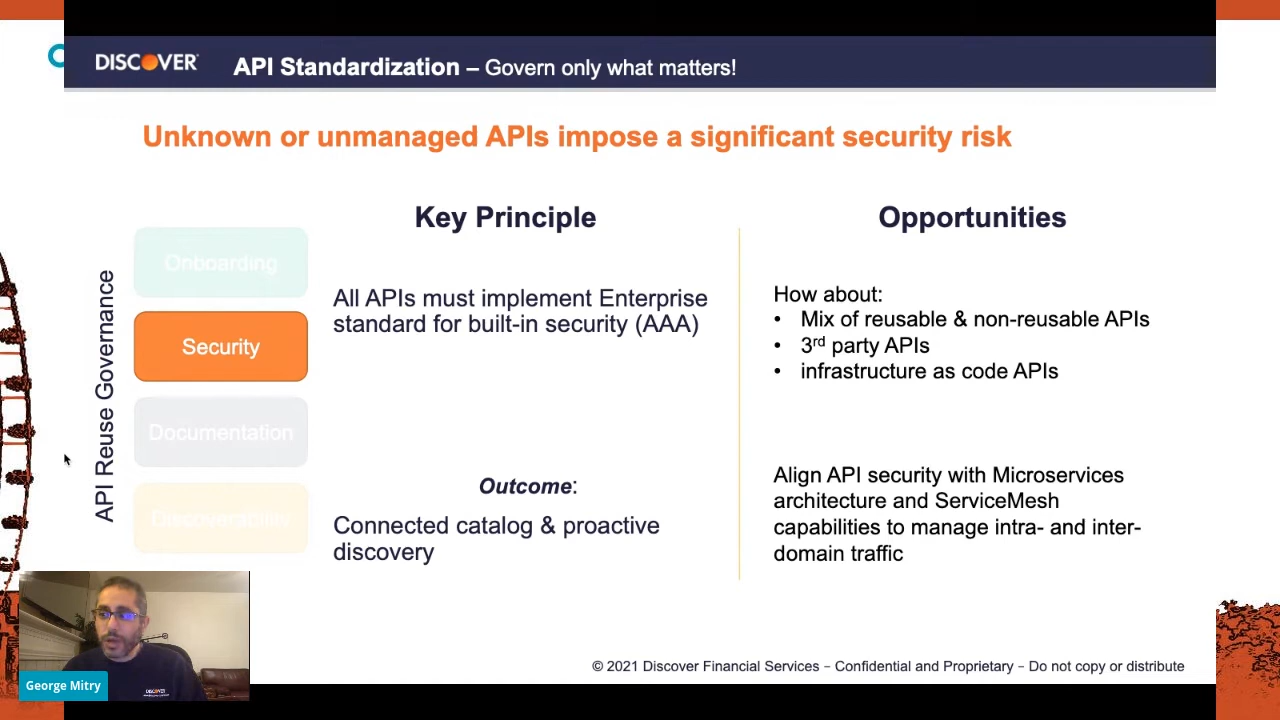 DISCOVER
API Standardization – Govern only what matters!
Unknown or unmanaged APIs impose a significant security risk
Key Principle
Opportunities
API Reuse Governance
Onboarding
Security
Documentation
Discoverability
All APIs must implement Enterprise
standard for built-in security (AAA)
Outcome:
Connected catalog & proactive
discovery
How about:
• Mix of reusable & non-reusable APIs
• 3rd party APIs
• infrastructure as code APIs
Align API security with Microservices
architecture and ServiceMesh
capabilities to manage intra- and inter-
domain traffic
© 2021 Discover Financial Services – Confidential and Proprietary – Do not copy or distribute
DISCOVER
George Mitry